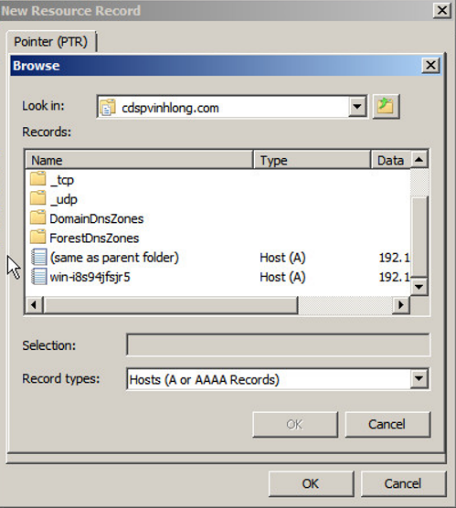 New Resource Record
Pointer (PTR)
Browse
Look in: cdspvinhlong.com
Records:
Name Type Data
_tcp
_udp
DomainDnsZones
ForestDnsZones
(same as parent folder) Host (A) 192.1
win-i8s94jfsjr5 Host (A) 192.1
Selection:
Record types: Hosts (A or AAAA Records)
OK Cancel
OK Cancel